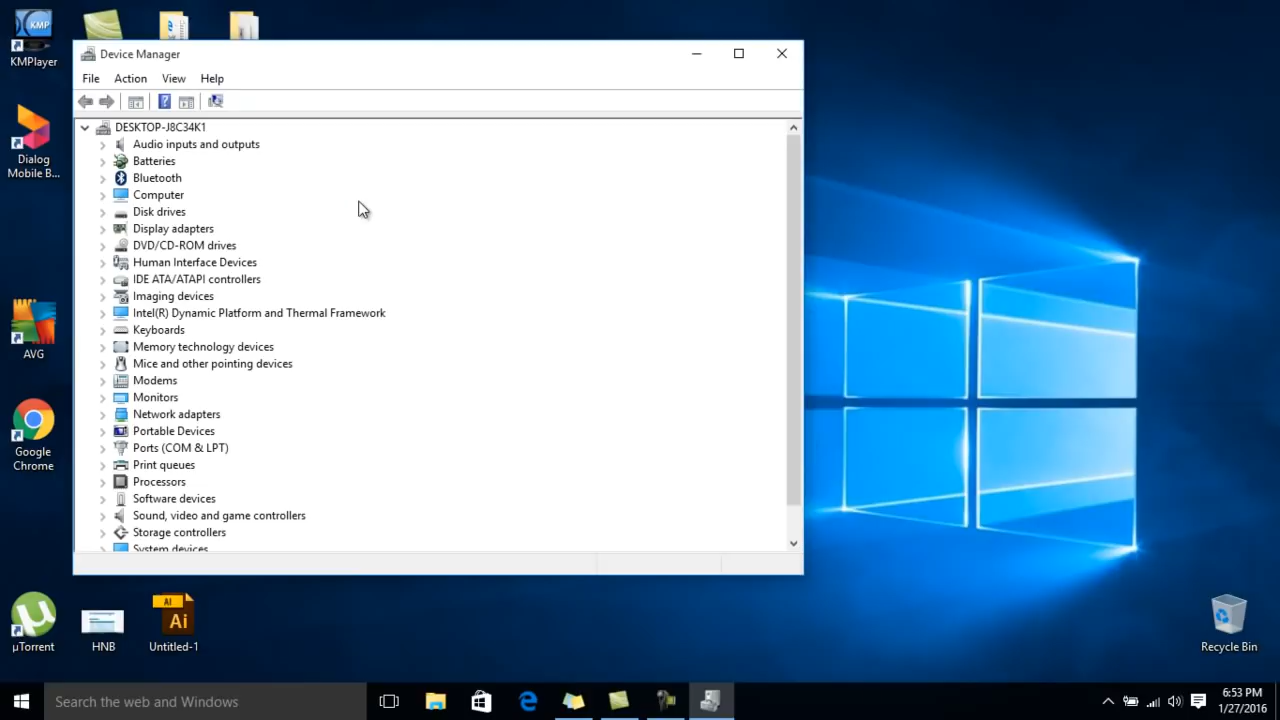 KMP
KMPlayer
Device Manager
File Action View Help
DESKTOP-J8C34K1
Audio inputs and outputs
Batteries
Bluetooth
Computer
Disk drives
Display adapters
DVD/CD-ROM drives
Human Interface Devices
IDE ATA/ATAPI controllers
Imaging devices
Intel(R) Dynamic Platform and Thermal Framework
Keyboards
Memory technology devices
Mice and other pointing devices
Modems
Monitors
Network adapters
Portable Devices
Ports (COM & LPT)
Print queues
Processors
Software devices
Sound, video and game controllers
Storage controllers
System devices
Dialog
Mobile B...
AVG
Google
Chrome
µTorrent
HNB
AI
Ai
Untitled-1
Recycle Bin
Search the web and Windows
6:53 PM
1/27/2016